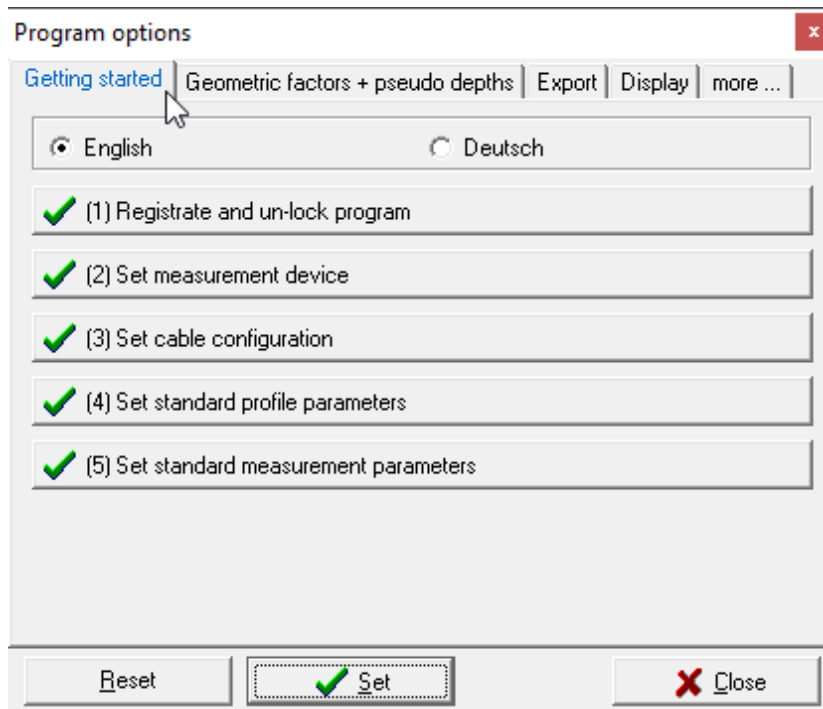 Program options
x
Getting started Geometric factors + pseudo depths Export Display more ...
English Deutsch
(1) Registrate and un-lock program
(2) Set measurement device
(3) Set cable configuration
(4) Set standard profile parameters
(5) Set standard measurement parameters
Reset Set Close